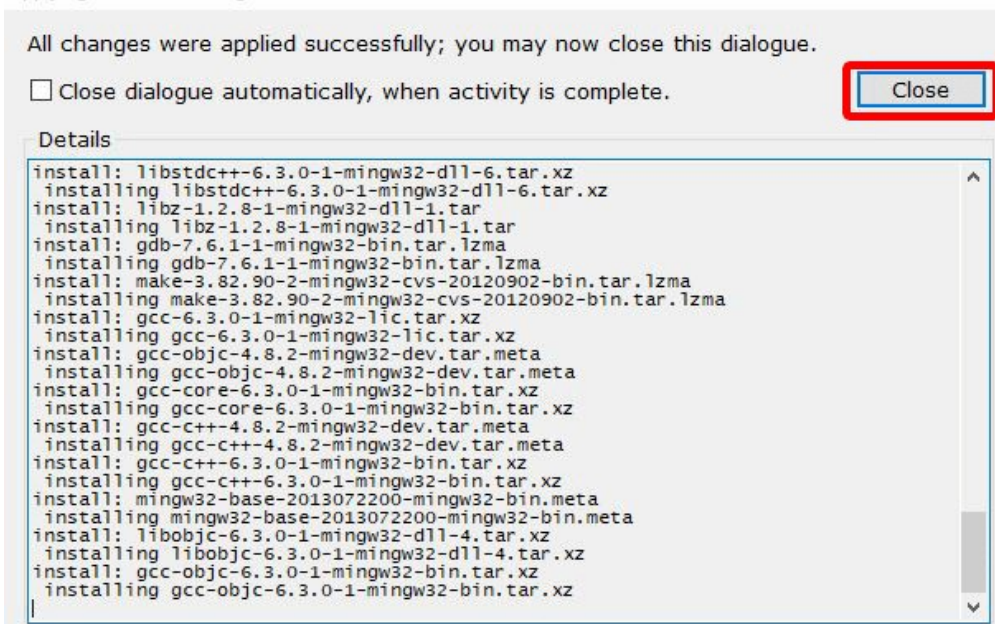 All changes were applied successfully; you may now close this dialogue.
Close dialogue automatically, when activity is complete.
Close
Details
install: libstdc++-6.3.0-1-mingw32-dll-6.tar.xz
installing libstdc++-6.3.0-1-mingw32-dll-6.tar.xz
install: libz-1.2.8-1-mingw32-dll-1.tar
installing libz-1.2.8-1-mingw32-dll-1.tar
install: gdb-7.6.1-1-mingw32-bin.tar.lzma
installing gdb-7.6.1-1-mingw32-bin.tar.lzma
install: make-3.82.90-2-mingw32-cvs-20120902-bin.tar.lzma
installing make-3.82.90-2-mingw32-cvs-20120902-bin.tar.lzma
install: gcc-6.3.0-1-mingw32-lic.tar.xz
installing gcc-6.3.0-1-mingw32-lic.tar.xz
install: gcc-objc-4.8.2-mingw32-dev.tar.meta
installing gcc-objc-4.8.2-mingw32-dev.tar.meta
install: gcc-core-6.3.0-1-mingw32-bin.tar.xz
installing gcc-core-6.3.0-1-mingw32-bin.tar.xz
install: gcc-c++-4.8.2-mingw32-dev.tar.meta
installing gcc-c++-4.8.2-mingw32-dev.tar.meta
install: gcc-c++-6.3.0-1-mingw32-bin.tar.xz
installing gcc-c++-6.3.0-1-mingw32-bin.tar.xz
install: mingw32-base-2013072200-mingw32-bin.meta
installing mingw32-base-2013072200-mingw32-bin.meta
install: libobjc-6.3.0-1-mingw32-dll-4.tar.xz
installing libobjc-6.3.0-1-mingw32-dll-4.tar.xz
install: gcc-objc-6.3.0-1-mingw32-bin.tar.xz
installing gcc-objc-6.3.0-1-mingw32-bin.tar.xz